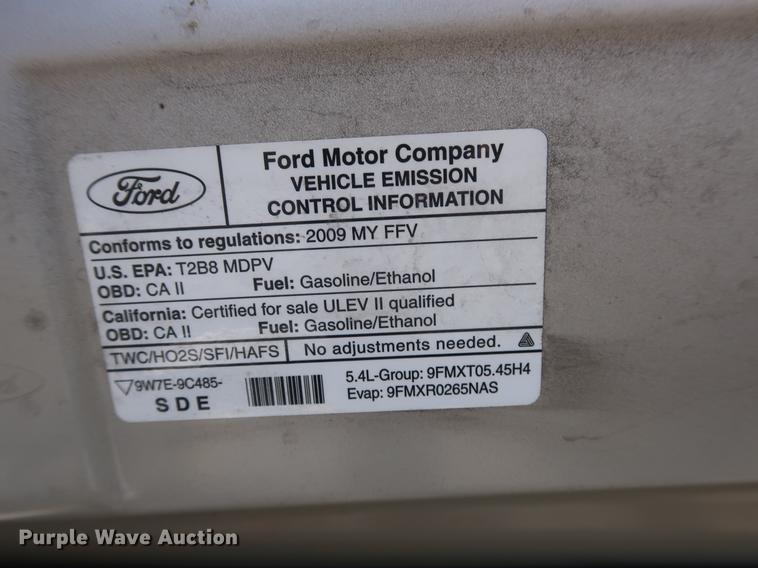 Ford
Ford Motor Company
VEHICLE EMISSION
CONTROL INFORMATION
Conforms to regulations: 2009 MY FFV
U.S. EPA: T2B8 MDPV
OBD: CA II Fuel: Gasoline/Ethanol
California: Certified for sale ULEV II qualified
OBD: CA II Fuel: Gasoline/Ethanol
TWC/HO2S/SFI/HAFS No adjustments needed.
9W7E-9C485-
SDE
5.4L-Group: 9FMXT05.45H4
Evap: 9FMXR0265NAS
Purple Wave Auction